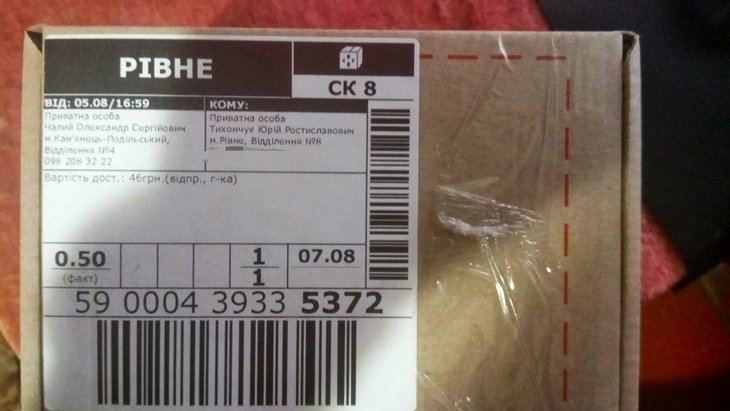 РІВНЕ
СК 8
ВІД: 05.08/16:59
Приватна особа
Чалий Олександр Сергійович
м.Кам'янець-Подільський,
Відділення №4
098 208 32 22
КОМУ:
Приватна особа
Тихончук Юрій Ростиславович
м.Рівне, Відділення №8
Вартість дост.: 46грн.(відпр., г-ка)
0.50
(факт)
1
1
07.08
59 0004 3933 5372